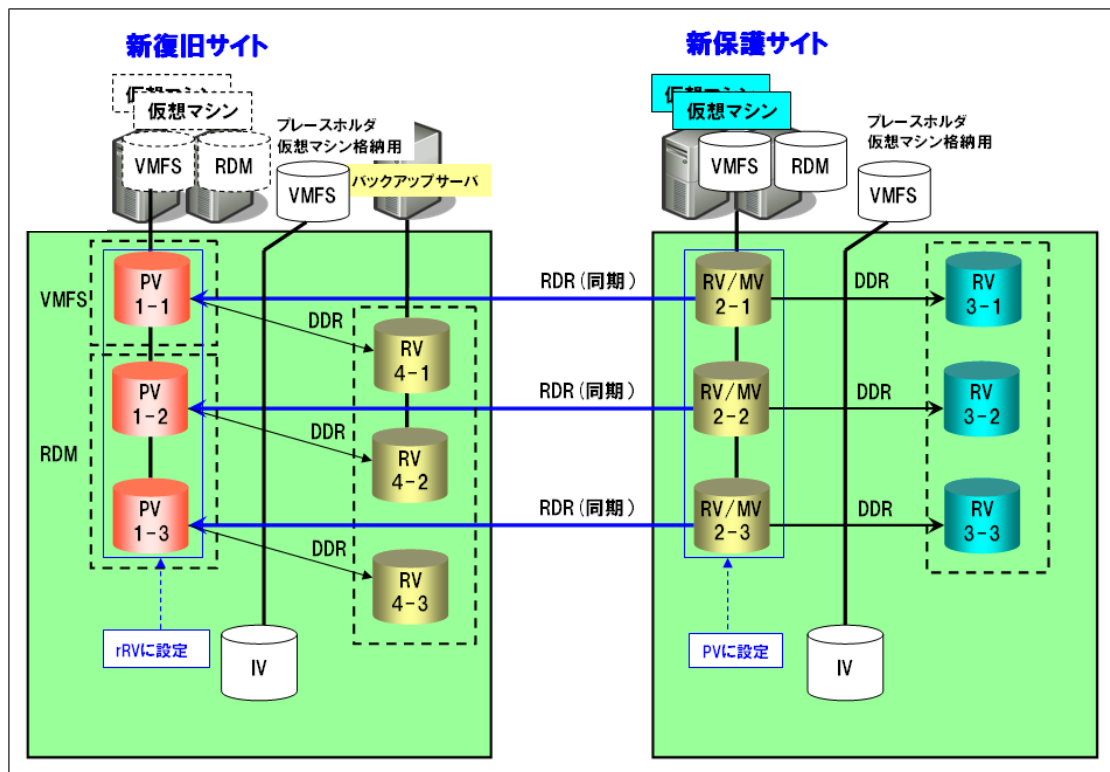 新復旧サイト
仮想マシン
仮想マシン
VMFS
RDM
プレースホルダ
仮想マシン格納用
VMFS
バックアップサーバ
VMFS
RDM
PV
1-1
PV
1-2
PV
1-3
DDR
DDR
DDR
RV
4-1
RV
4-2
RV
4-3
rRVに設定
IV
RDR(同期)
RDR(同期)
RDR(同期)
新保護サイト
仮想マシン
仮想マシン
VMFS
RDM
プレースホルダ
仮想マシン格納用
VMFS
RV/MV
2-1
RV/MV
2-2
RV/MV
2-3
DDR
DDR
DDR
RV
3-1
RV
3-2
RV
3-3
PVに設定
IV